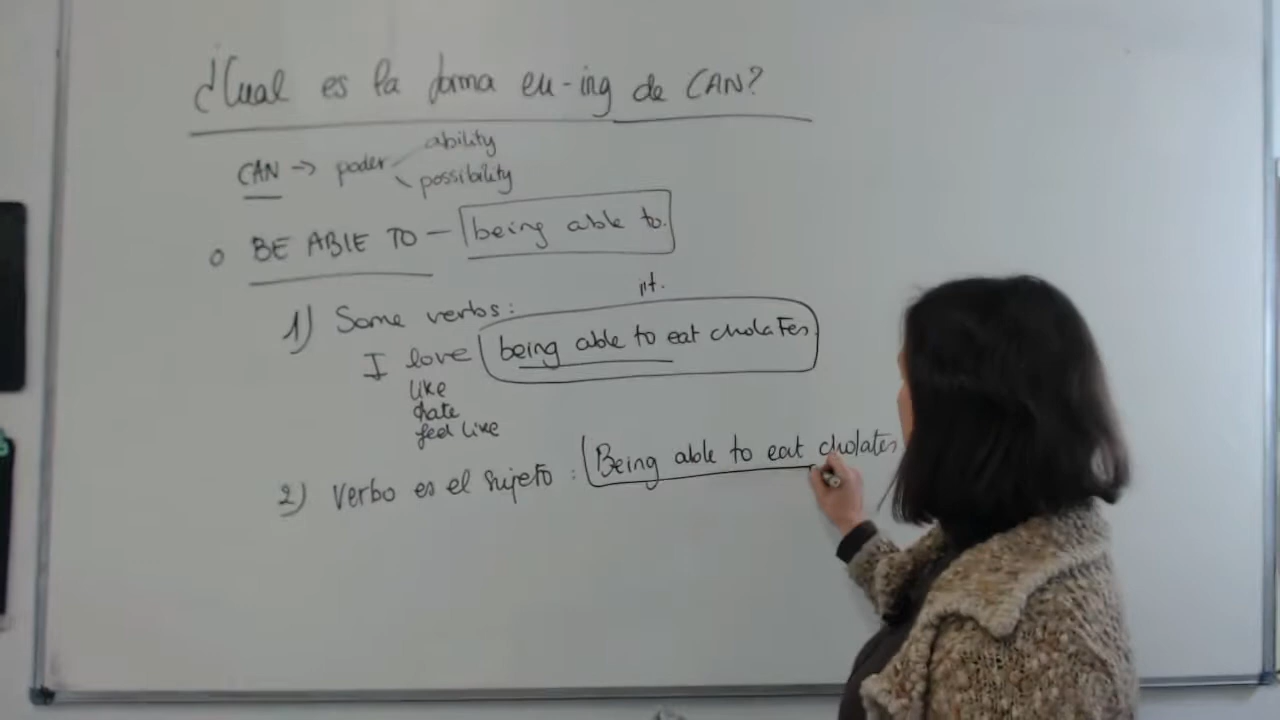 ¿Cual es la forma en -ing de CAN?
CAN → poder
ability
possibility
o BE ABLE TO — being able to.
1) Some verbs:
I love being able to eat cholates.
like
hate
feel like
2) Verbo es el sujeto : Being able to eat cholates